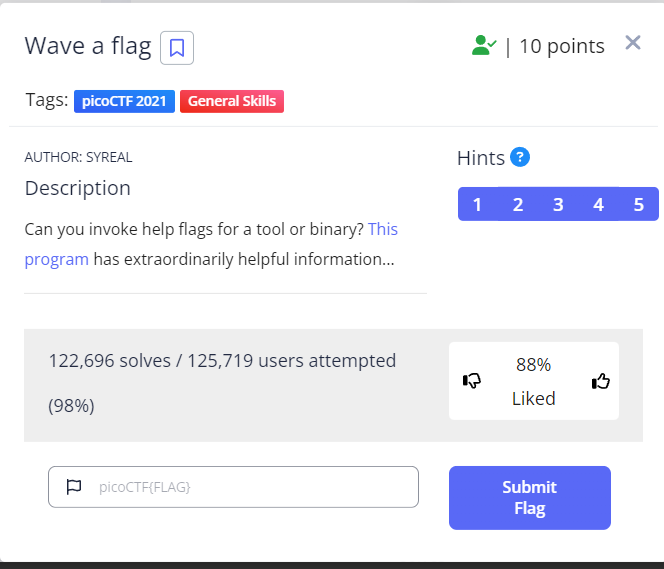 Wave a flag
| 10 points
Tags: picoCTF 2021 General Skills
AUTHOR: SYREAL
Description
Can you invoke help flags for a tool or binary? This
program has extraordinarily helpful information...
Hints ?
1 2 3 4 5
122,696 solves / 125,719 users attempted
(98%)
88%
Liked
picoCTF{FLAG}
Submit
Flag